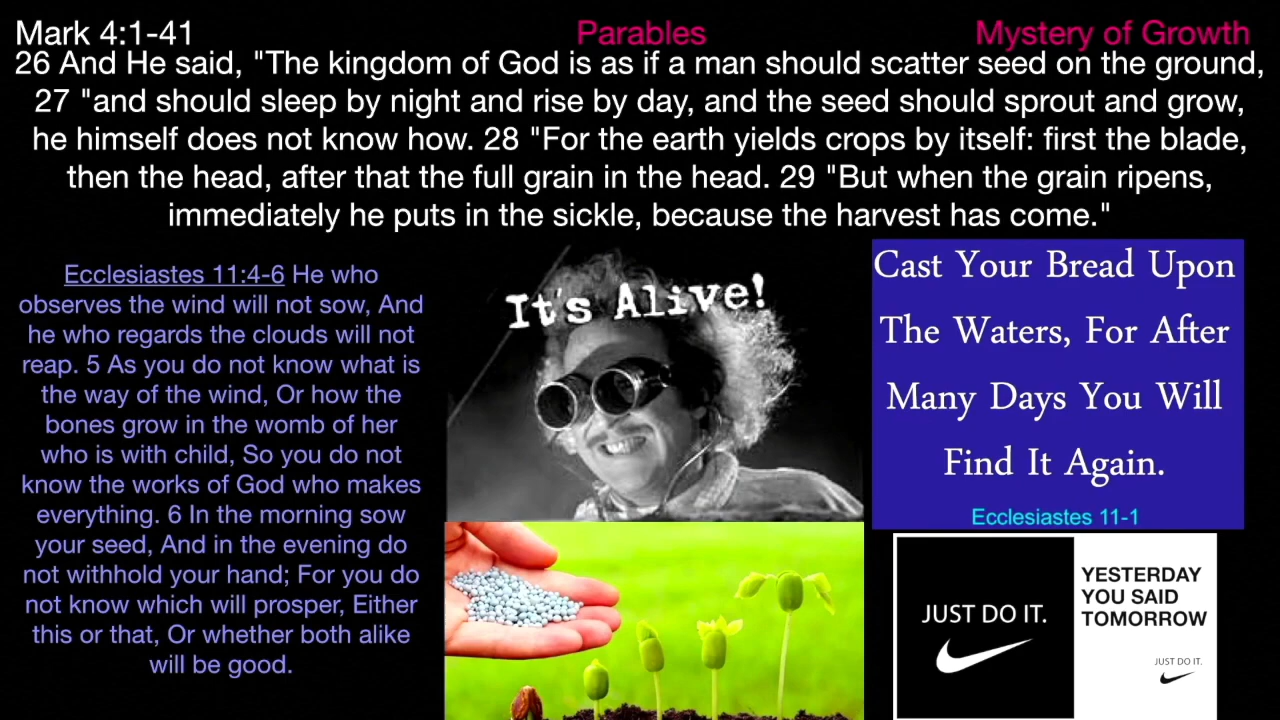 Mark 4:1-41
Parables
Mystery of Growth
26 And He said, "The kingdom of God is as if a man should scatter seed on the ground,
27 "and should sleep by night and rise by day, and the seed should sprout and grow,
he himself does not know how. 28 "For the earth yields crops by itself: first the blade,
then the head, after that the full grain in the head. 29 "But when the grain ripens,
immediately he puts in the sickle, because the harvest has come."
Ecclesiastes 11:4-6 He who
observes the wind will not sow, And
he who regards the clouds will not
reap. 5 As you do not know what is
the way of the wind, Or how the
bones grow in the womb of her
who is with child, So you do not
know the works of God who makes
everything. 6 In the morning sow
your seed, And in the evening do
not withhold your hand; For you do
not know which will prosper, Either
this or that, Or whether both alike
will be good.
It's Alive!
Cast Your Bread Upon
The Waters, For After
Many Days You Will
Find It Again.
Ecclesiastes 11-1
JUST DO IT.
YESTERDAY
YOU SAID
TOMORROW
JUST DO IT.